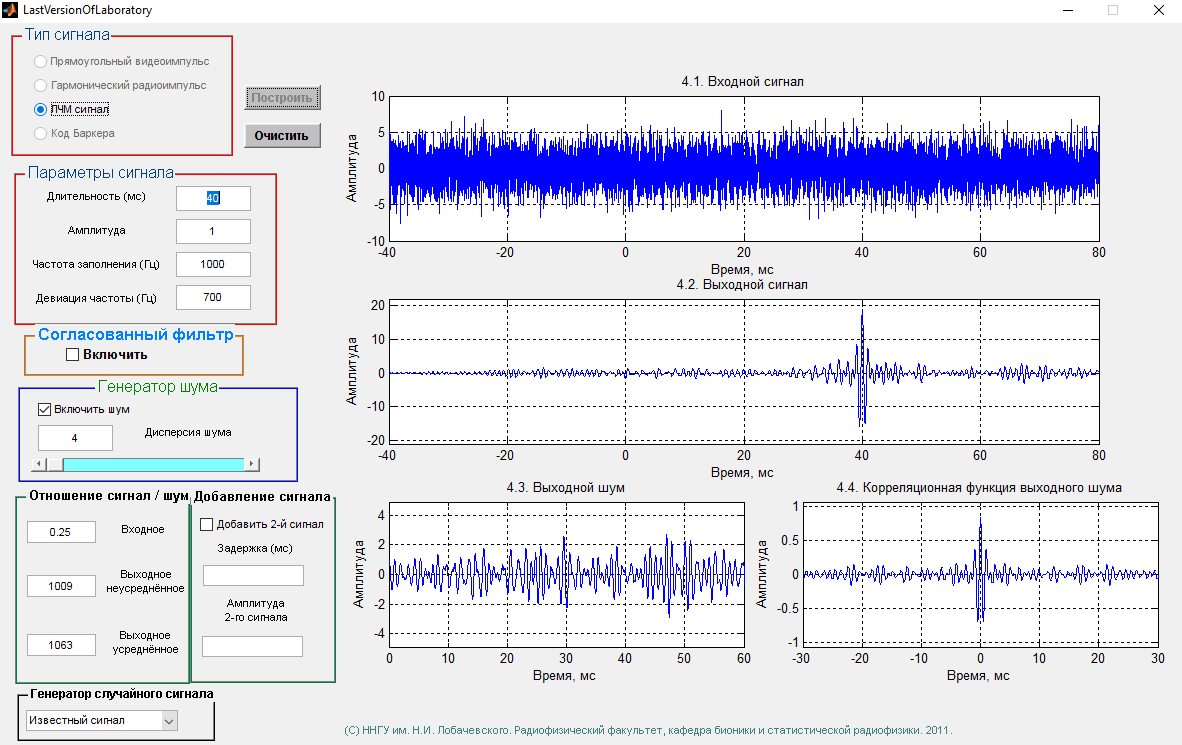 LastVersionOfLaboratory
Тип сигнала
Прямоугольный видеоимпульс
Гармонический радиоимпульс
ЛЧМ сигнал
Код Баркера
Построить
Очистить
Параметры сигнала
Длительность (мс)
40
Амплитуда
1
Частота заполнения (Гц)
1000
Девиация частоты (Гц)
700
Согласованный фильтр
Включить
Генератор шума
Включить шум
4
Дисперсия шума
Отношение сигнал / шум
0.25
Входное
1009
Выходное
неусреднённое
1063
Выходное
усреднённое
Добавление сигнала
Добавить 2-й сигнал
Задержка (мс)
Амплитуда
2-го сигнала
Генератор случайного сигнала
Известный сигнал
4.1. Входной сигнал
Амплитуда
10
5
0
-5
-10
-40 -20 0 20 40 60 80
Время, мс
4.2. Выходной сигнал
Амплитуда
20
10
0
-10
-20
-40 -20 0 20 40 60 80
Время, мс
4.3. Выходной шум
Амплитуда
4
2
0
-2
-4
0 10 20 30 40 50 60
Время, мс
4.4. Корреляционная функция выходного шума
Амплитуда
1
0.5
0
-0.5
-1
-30 -20 -10 0 10 20 30
Время, мс
(С) ННГУ им. Н.И. Лобачевского. Радиофизический факультет, кафедра бионики и статистической радиофизики. 2011.